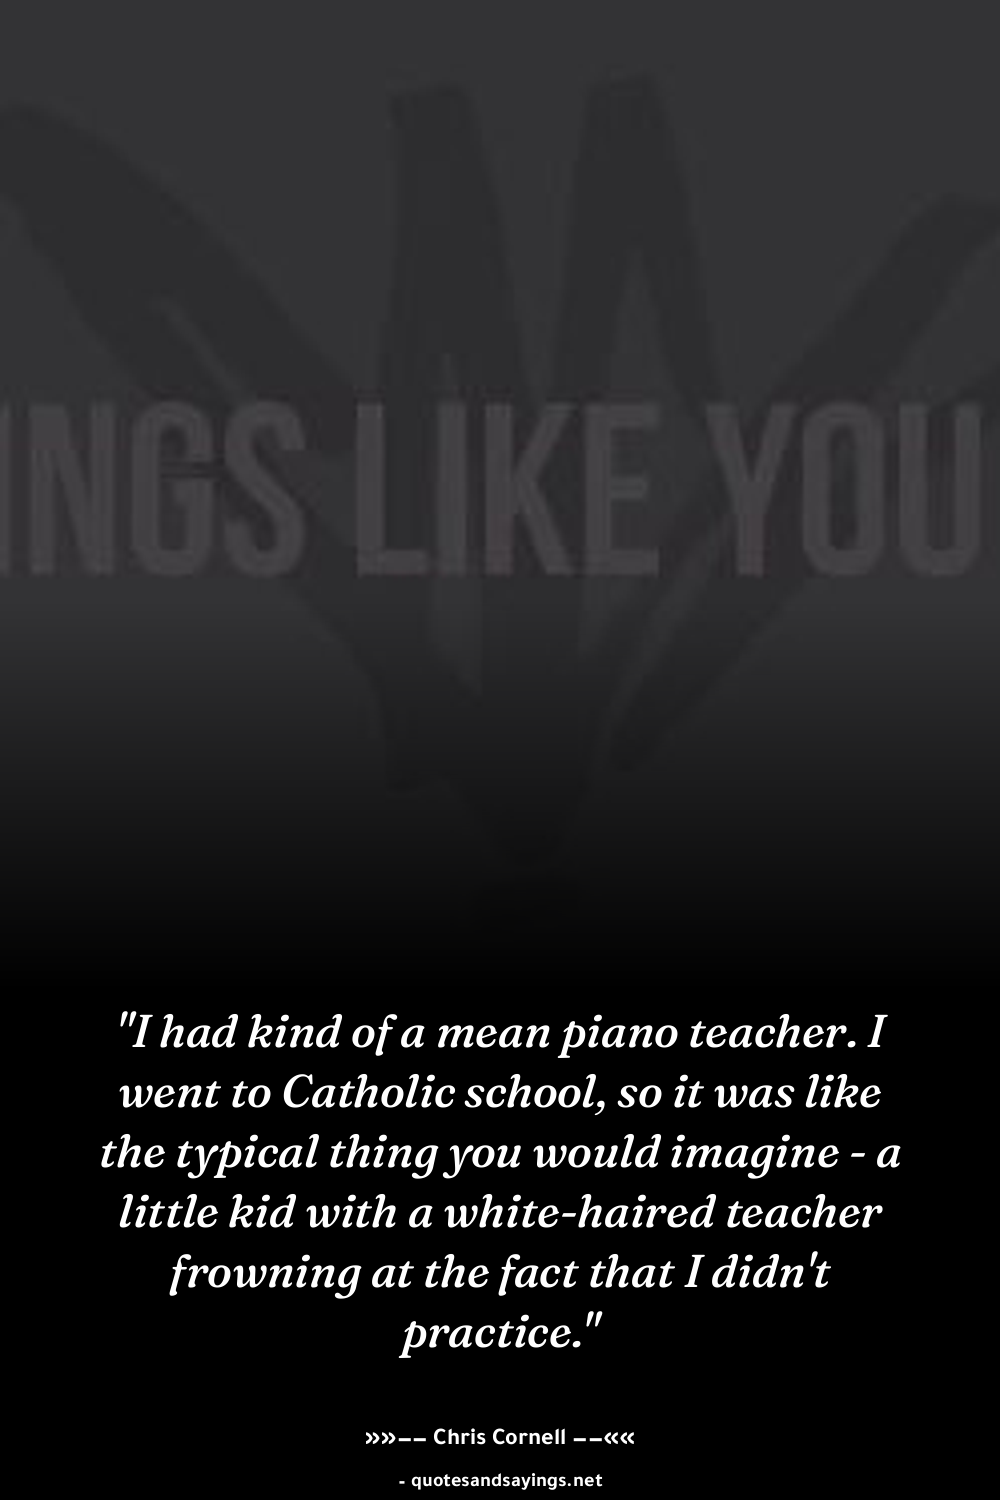 INGS LIKE YOU
"I had kind of a mean piano teacher. I
went to Catholic school, so it was like
the typical thing you would imagine - a
little kid with a white-haired teacher
frowning at the fact that I didn't
practice."
»»–– Chris Cornell ––««
- quotesandsayings.net